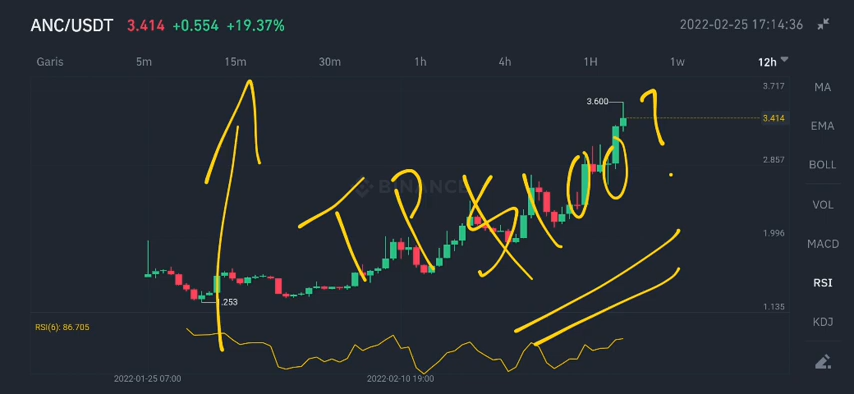 ANC/USDT 3.414 +0.554 +19.37% 2022-02-25 17:14:36
Garis 5m 15m 30m 1h 4h 1H 1w 12h
3.717
MA
3.600
3.414
EMA
BINANCE
2.857
BOLL
VOL
1.996
MACD
.253
1.135
RSI
RSI(6): 86.705
KDJ
2022-01-25 07:00 2022-02-10 19:00